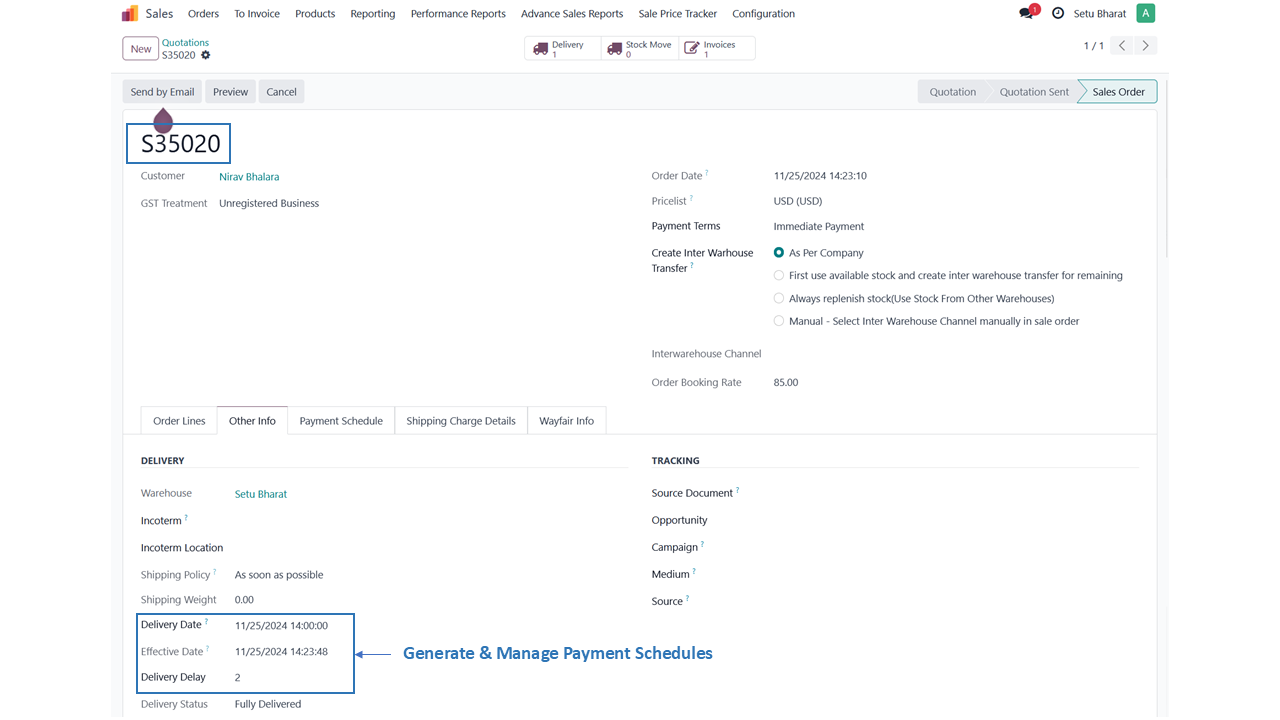 Sales Orders To Invoice Products Reporting Performance Reports Advance Sales Reports Sale Price Tracker Configuration 1 Setu Bharat A
New Quotations
S35020
Delivery
1
Stock Move
0
Invoices
1
1 / 1
Send by Email Preview Cancel Quotation Quotation Sent Sales Order
S35020
Customer Nirav Bhalara
GST Treatment Unregistered Business
Order Date ? 11/25/2024 14:23:10
Pricelist ? USD (USD)
Payment Terms Immediate Payment
Create Inter Warhouse
Transfer ?
As Per Company
First use available stock and create inter warehouse transfer for remaining
Always replenish stock(Use Stock From Other Warehouses)
Manual - Select Inter Warehouse Channel manually in sale order
Interwarehouse Channel
Order Booking Rate 85.00
Order Lines Other Info Payment Schedule Shipping Charge Details Wayfair Info
DELIVERY
Warehouse Setu Bharat
Incoterm ?
Incoterm Location
Shipping Policy ? As soon as possible
Shipping Weight 0.00
Delivery Date ? 11/25/2024 14:00:00
Effective Date ? 11/25/2024 14:23:48
Delivery Delay 2
Delivery Status Fully Delivered
Generate & Manage Payment Schedules
TRACKING
Source Document ?
Opportunity
Campaign ?
Medium ?
Source ?